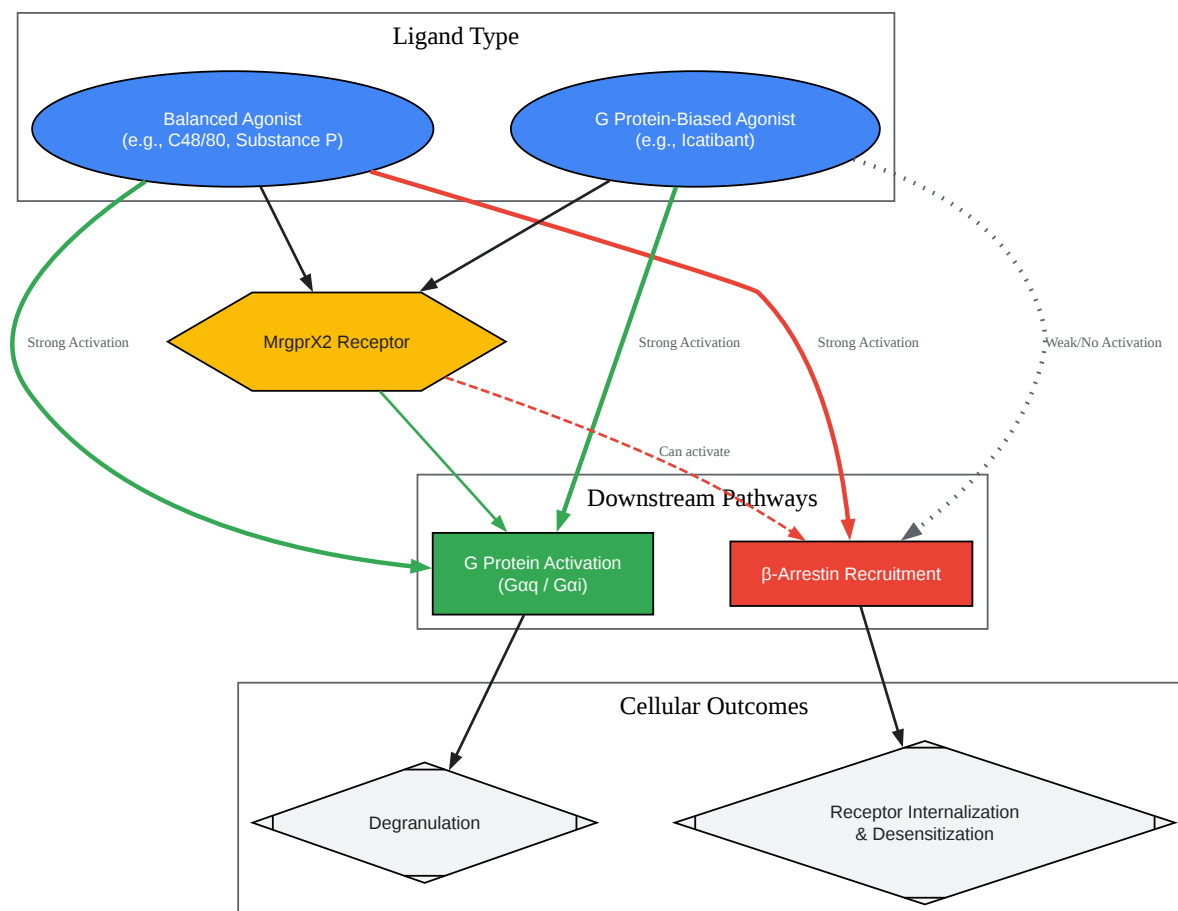 Ligand Type
Balanced Agonist
(e.g., C48/80, Substance P)
G Protein-Biased Agonist
(e.g., Icatibant)
MrgprX2 Receptor
Strong Activation
Strong Activation
Strong Activation
Weak/No Activation
Can activate
Downstream Pathways
G Protein Activation
(Gαq / Gαi)
β-Arrestin Recruitment
Cellular Outcomes
Degranulation
Receptor Internalization
& Desensitization